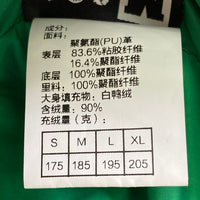 成分:
面料:
聚氨酯(PU)革
表层: 83.6%粘胶纤维
16.4%聚酯纤维
底层: 100%聚酯纤维
里料: 100%聚酯纤维
大身填充物: 白鸭绒
含绒量: 90%
充绒量(克):
S M L XL
175 185 195 205